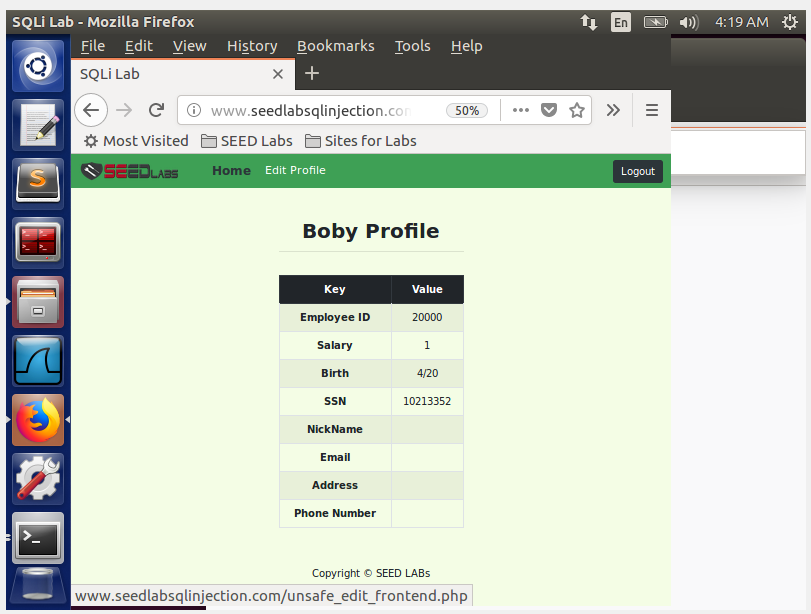 SQLi Lab - Mozilla Firefox En 4:19 AM
File Edit View History Bookmarks Tools Help
SQLi Lab
www.seedlabsqlinjection.co 50%
Most Visited SEED Labs Sites for Labs
SEEDLABS Home Edit Profile Logout
Boby Profile
Key Value
Employee ID 20000
Salary 1
Birth 4/20
SSN 10213352
NickName
Email
Address
Phone Number
Copyright © SEED LABs
www.seedlabsqlinjection.com/unsafe_edit_frontend.php